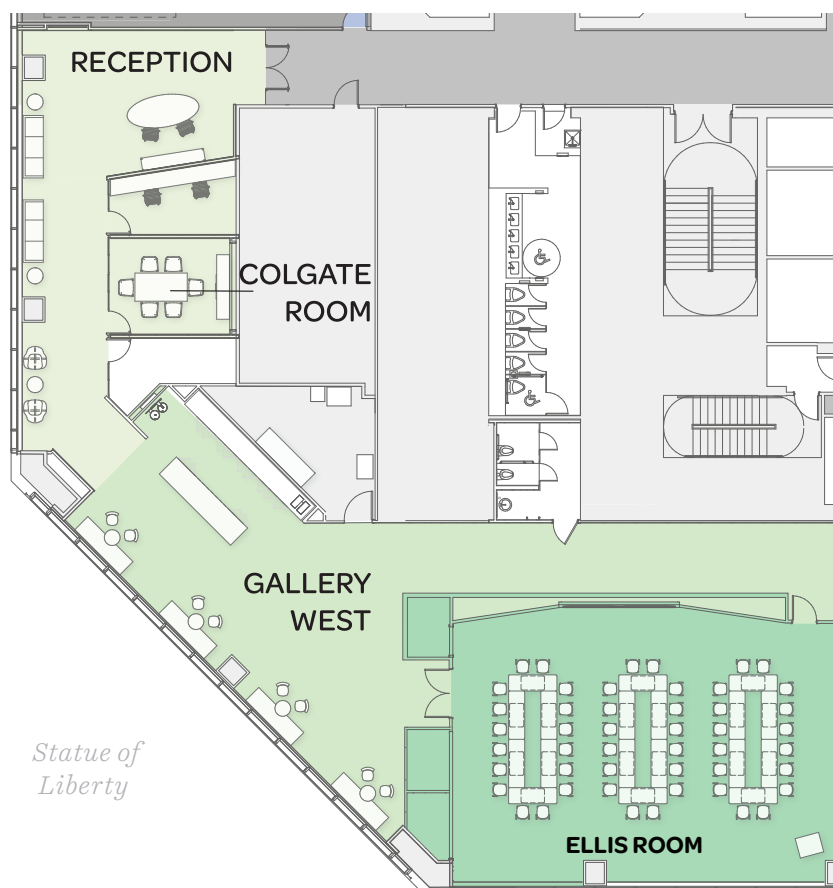 RECEPTION
COLGATE
ROOM
GALLERY
WEST
Statue of
Liberty
ELLIS ROOM